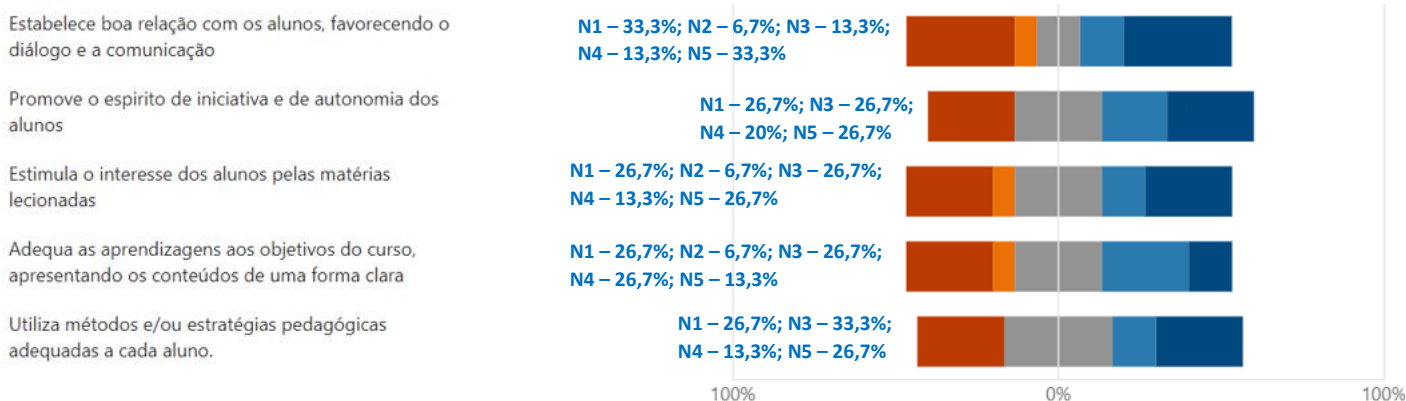 Estabelece boa relação com os alunos, favorecendo o
diálogo e a comunicação
N1 – 33,3%; N2 – 6,7%; N3 – 13,3%;
N4 – 13,3%; N5 – 33,3%
Promove o espirito de iniciativa e de autonomia dos
alunos
N1 – 26,7%; N3 – 26,7%;
N4 – 20%; N5 – 26,7%
Estimula o interesse dos alunos pelas matérias
lecionadas
N1 – 26,7%; N2 – 6,7%; N3 – 26,7%;
N4 – 13,3%; N5 – 26,7%
Adequa as aprendizagens aos objetivos do curso,
apresentando os conteúdos de uma forma clara
N1 – 26,7%; N2 – 6,7%; N3 – 26,7%;
N4 – 26,7%; N5 – 13,3%
Utiliza métodos e/ou estratégias pedagógicas
adequadas a cada aluno.
N1 – 26,7%; N3 – 33,3%;
N4 – 13,3%; N5 – 26,7%
100%
0%
100%